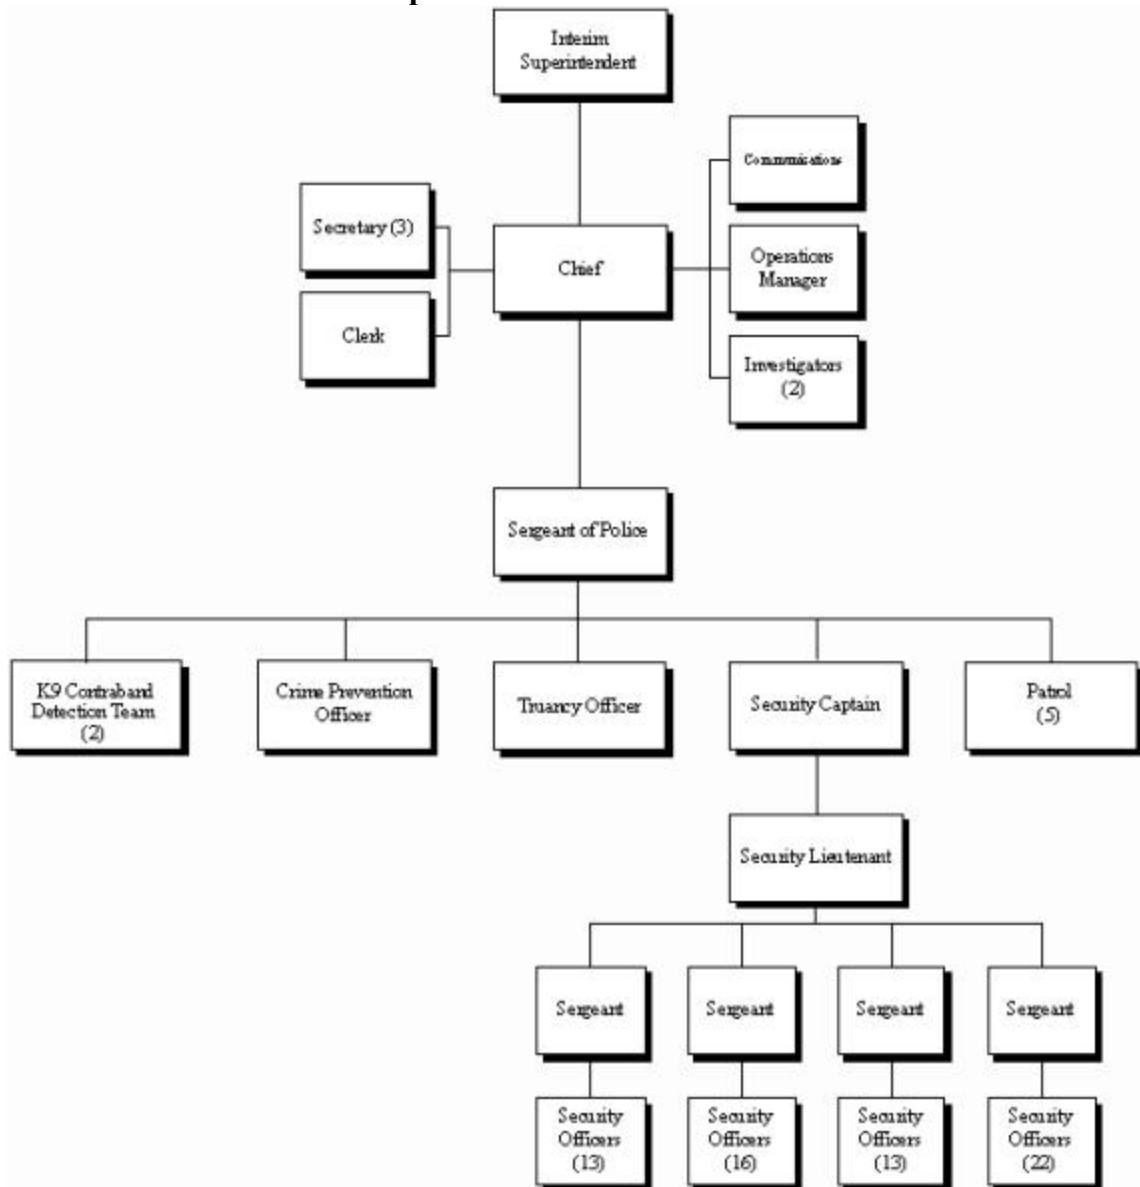 Interim
Superintendent
Communications
Secretary (3)
Chief
Operations
Manager
Clerk
Investigators
(2)
Sergeant of Police
K9 Contraband
Detection Team
(2)
Crime Prevention
Officer
Truancy Officer
Security Captain
Patrol
(5)
Security Lieutenant
Sergeant
Sergeant
Sergeant
Sergeant
Security
Officers
(13)
Security
Officers
(16)
Security
Officers
(13)
Security
Officers
(22)